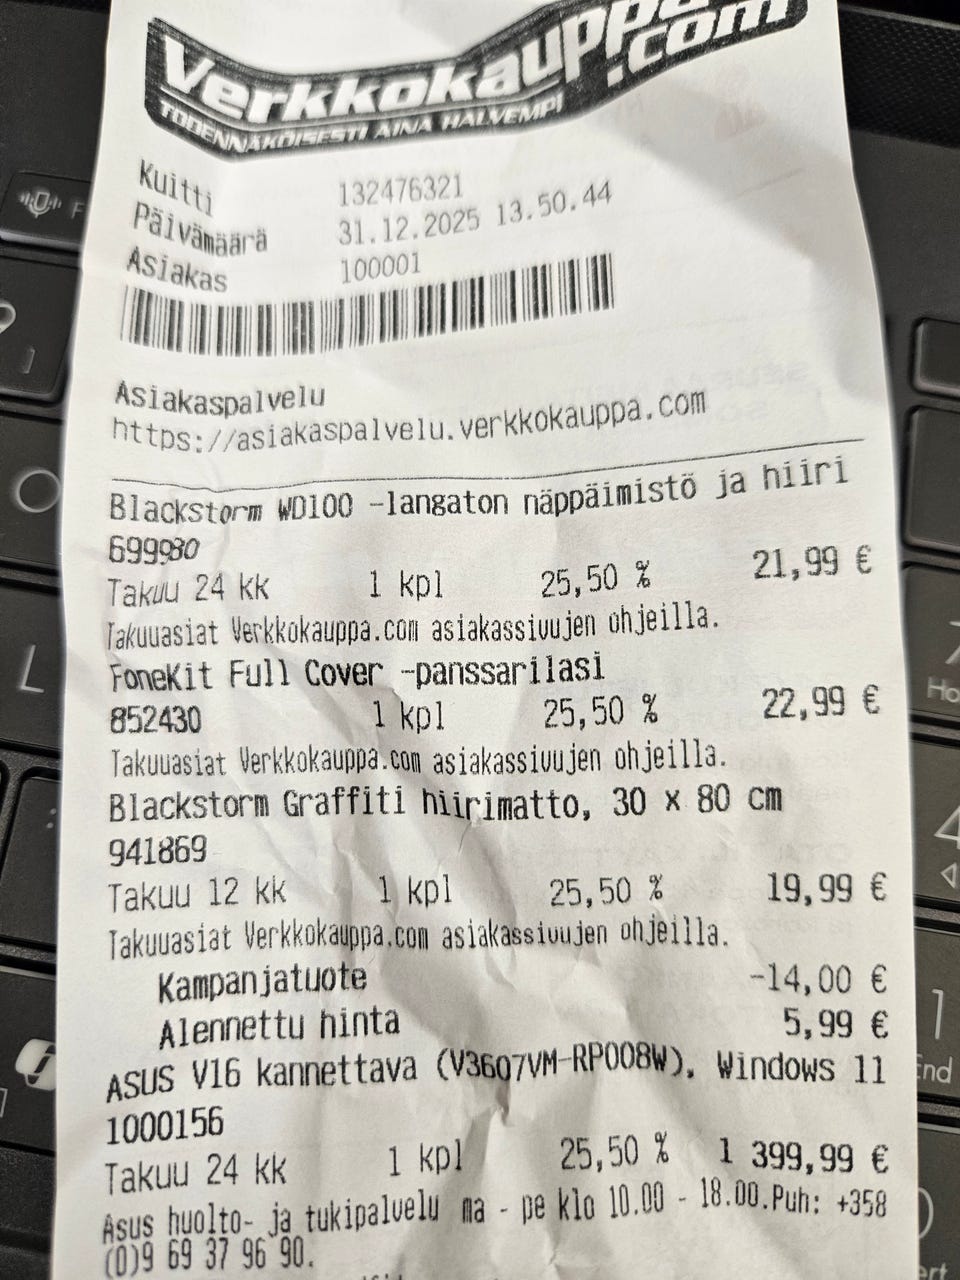 Verkkokauppa.com
TODENNÄKÖISESTI AINA HALVEMPI
Kuitti 132476321
Päivämäärä 31.12.2025 13.50.44
Asiakas 100001
Asiakaspalvelu
https://asiakaspalvelu.verkkokauppa.com
Blackstorm WD100 -langaton näppäimistö ja hiiri
699980
Takuu 24 kk 1 kpl 25,50 % 21,99 €
Takuuasiat Verkkokauppa.com asiakassivujen ohjeilla.
FoneKit Full Cover -panssarilasi
852430 1 kpl 25,50 % 22,99 €
Takuuasiat Verkkokauppa.com asiakassivujen ohjeilla.
Blackstorm Graffiti hiirimatto, 30 x 80 cm
941869
Takuu 12 kk 1 kpl 25,50 % 19,99 €
Takuuasiat Verkkokauppa.com asiakassivujen ohjeilla.
Kampanjatuote -14,00 €
Alennettu hinta 5,99 €
ASUS V16 kannettava (V3607VM-RP008W), Windows 11
1000156
Takuu 24 kk 1 kpl 25,50 % 1 399,99 €
Asus huolto- ja tukipalvelu ma - pe klo 10.00 - 18.00.Puh: +358
(0)9 69 37 96 90.
F
O
L
7
Ho
4
1
End